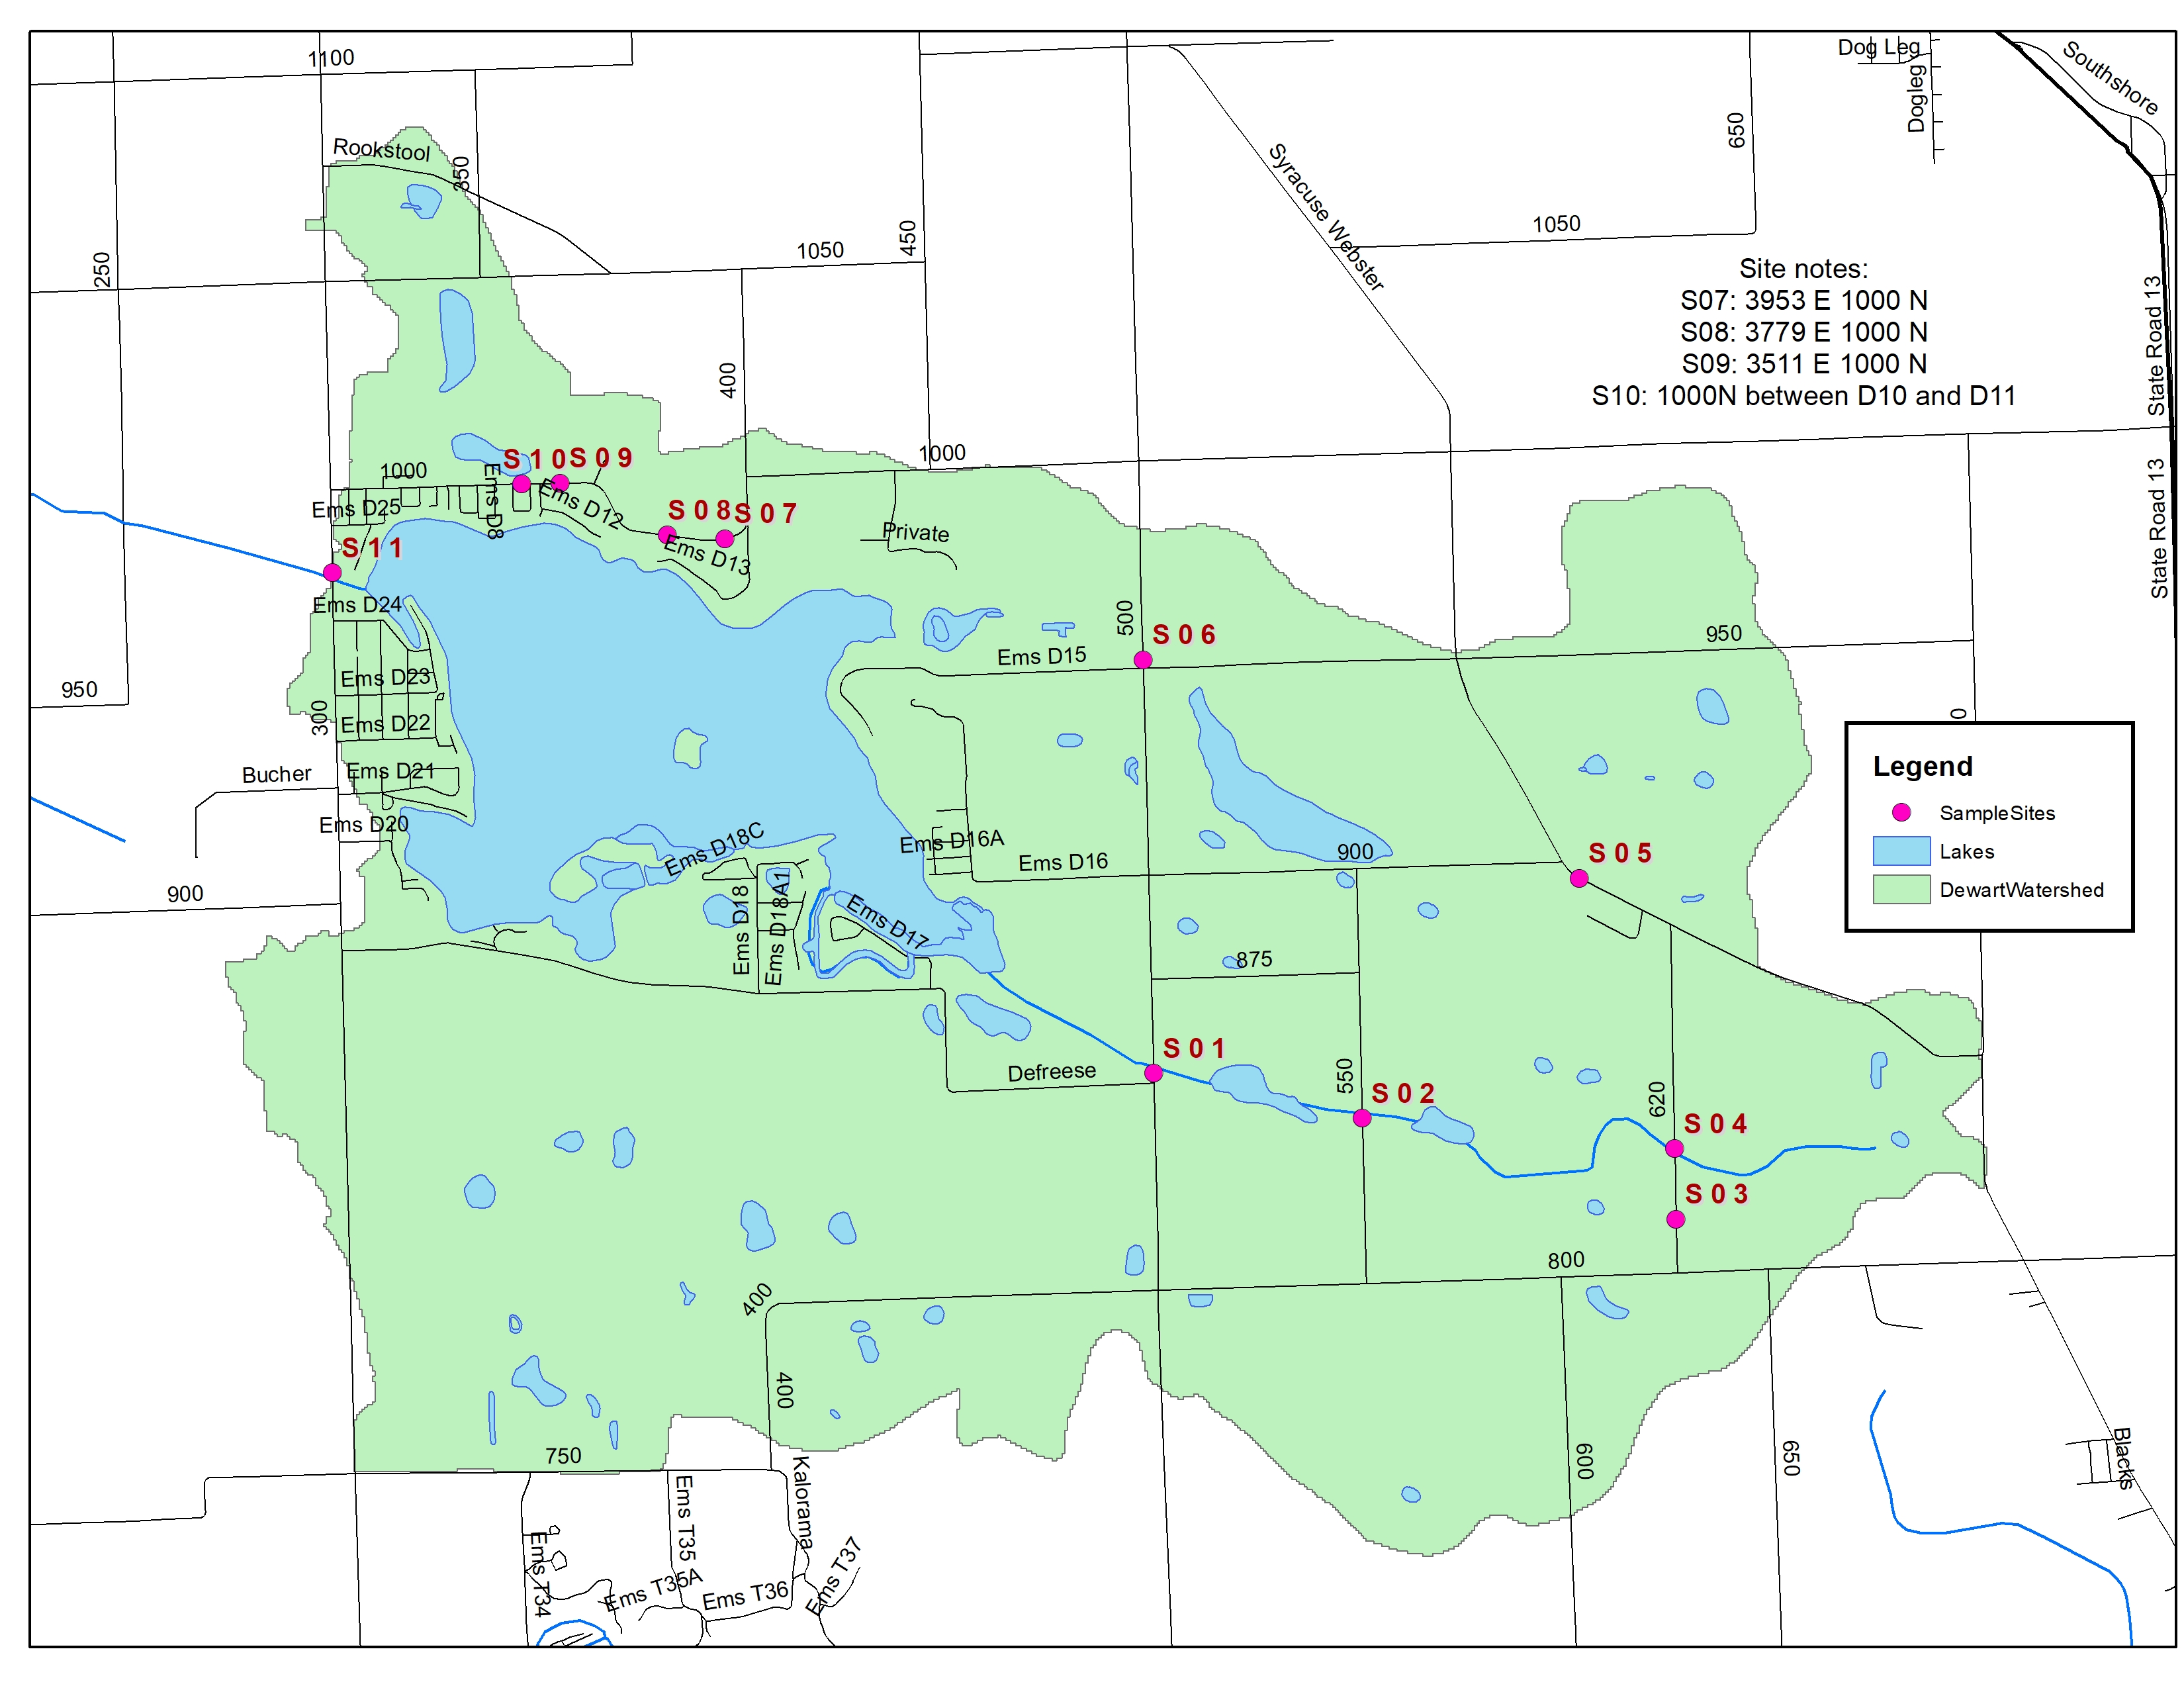 1100
Dog Leg
Southshore
Dogleg
Rookstool
350
650
Syracuse Webster
1050
450
1050
250
Site notes:
S07: 3953 E 1000 N
S08: 3779 E 1000 N
S09: 3511 E 1000 N
S10: 1000N between D10 and D11
State Road 13
400
1000
S 1 0
S 0 9
1000
Ems D8
Ems D12
Ems D25
S 0 8
S 0 7
State Road 13
Private
S 1 1
Ems D13
Ems D24
500
S 0 6
950
Ems D15
Ems D23
950
300
Ems D22
0
Bucher
Ems D21
Legend
SampleSites
Lakes
DewartWatershed
Ems D20
Ems D18C
Ems D16A
Ems D16
900
S 0 5
900
Ems D18
Ems D18A1
Ems D17
875
S 0 1
Defreese
550
S 0 2
620
S 0 4
S 0 3
800
400
400
750
600
650
Blacks
Kalorama
Ems T35
Ems T34
Ems T35A
Ems T36
Ems T37